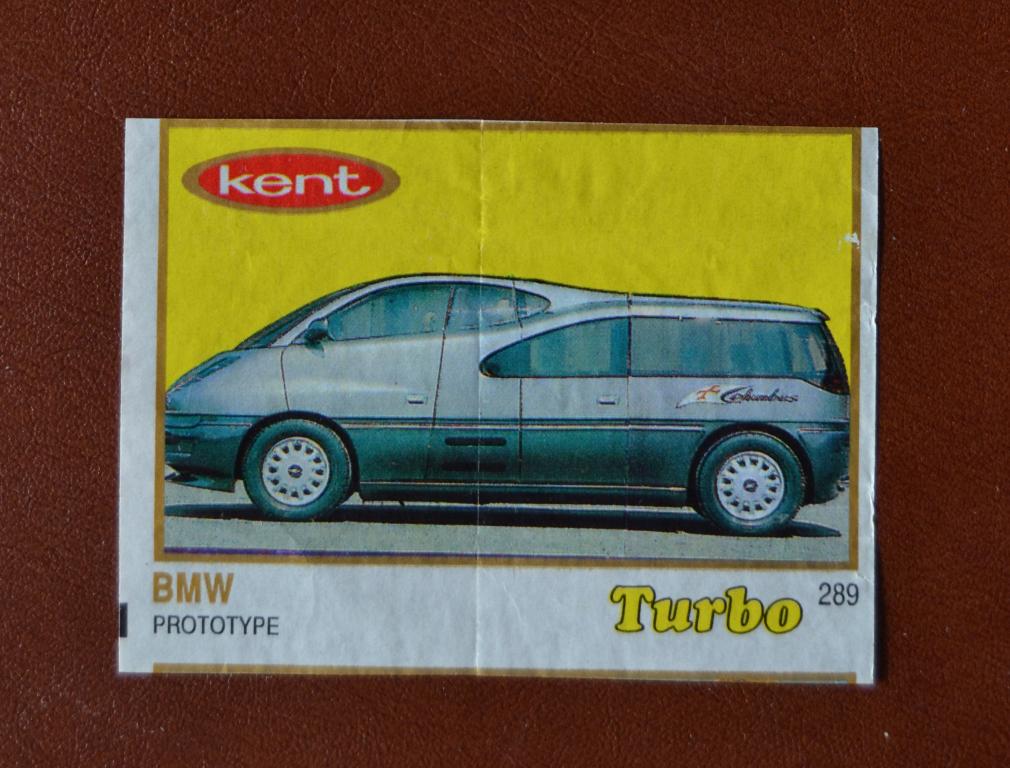 kent
Columbus
BMW
PROTOTYPE
Turbo
289